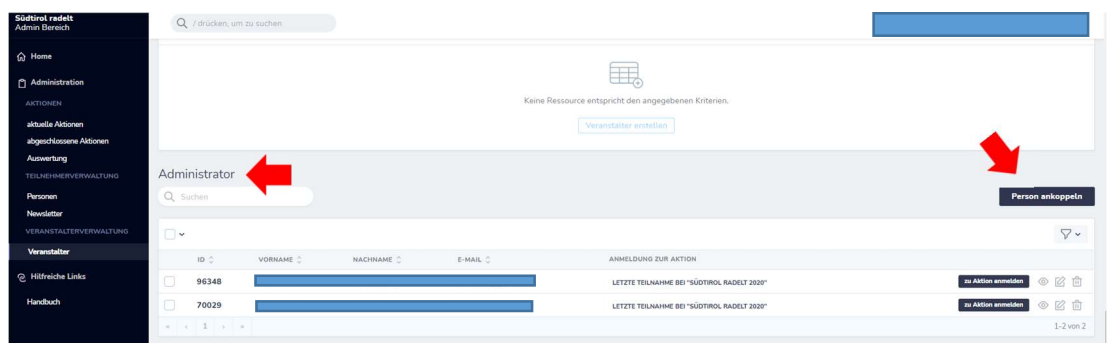 Südtirol radelt
Admin Bereich
/ drücken, um zu suchen
Home
Administration
AKTIONEN
aktuelle Aktionen
abgeschlossene Aktionen
Auswertung
TEILNEHMERVERWALTUNG
Personen
Newsletter
VERANSTALTERVERWALTUNG
Veranstalter
Hilfreiche Links
Handbuch
Keine Ressource entspricht den angegebenen Kriterien.
Veranstalter erstellen
Administrator
Suchen
Person ankoppeln
ID VORNAME NACHNAME E-MAIL ANMELDUNG ZUR AKTION
96348 LETZTE TEILNAHME BEI "SÜDTIROL RADELT 2020" zu Aktion anmelden
70029 LETZTE TEILNAHME BEI "SÜDTIROL RADELT 2020" zu Aktion anmelden
« ‹ 1 › » 1-2 von 2